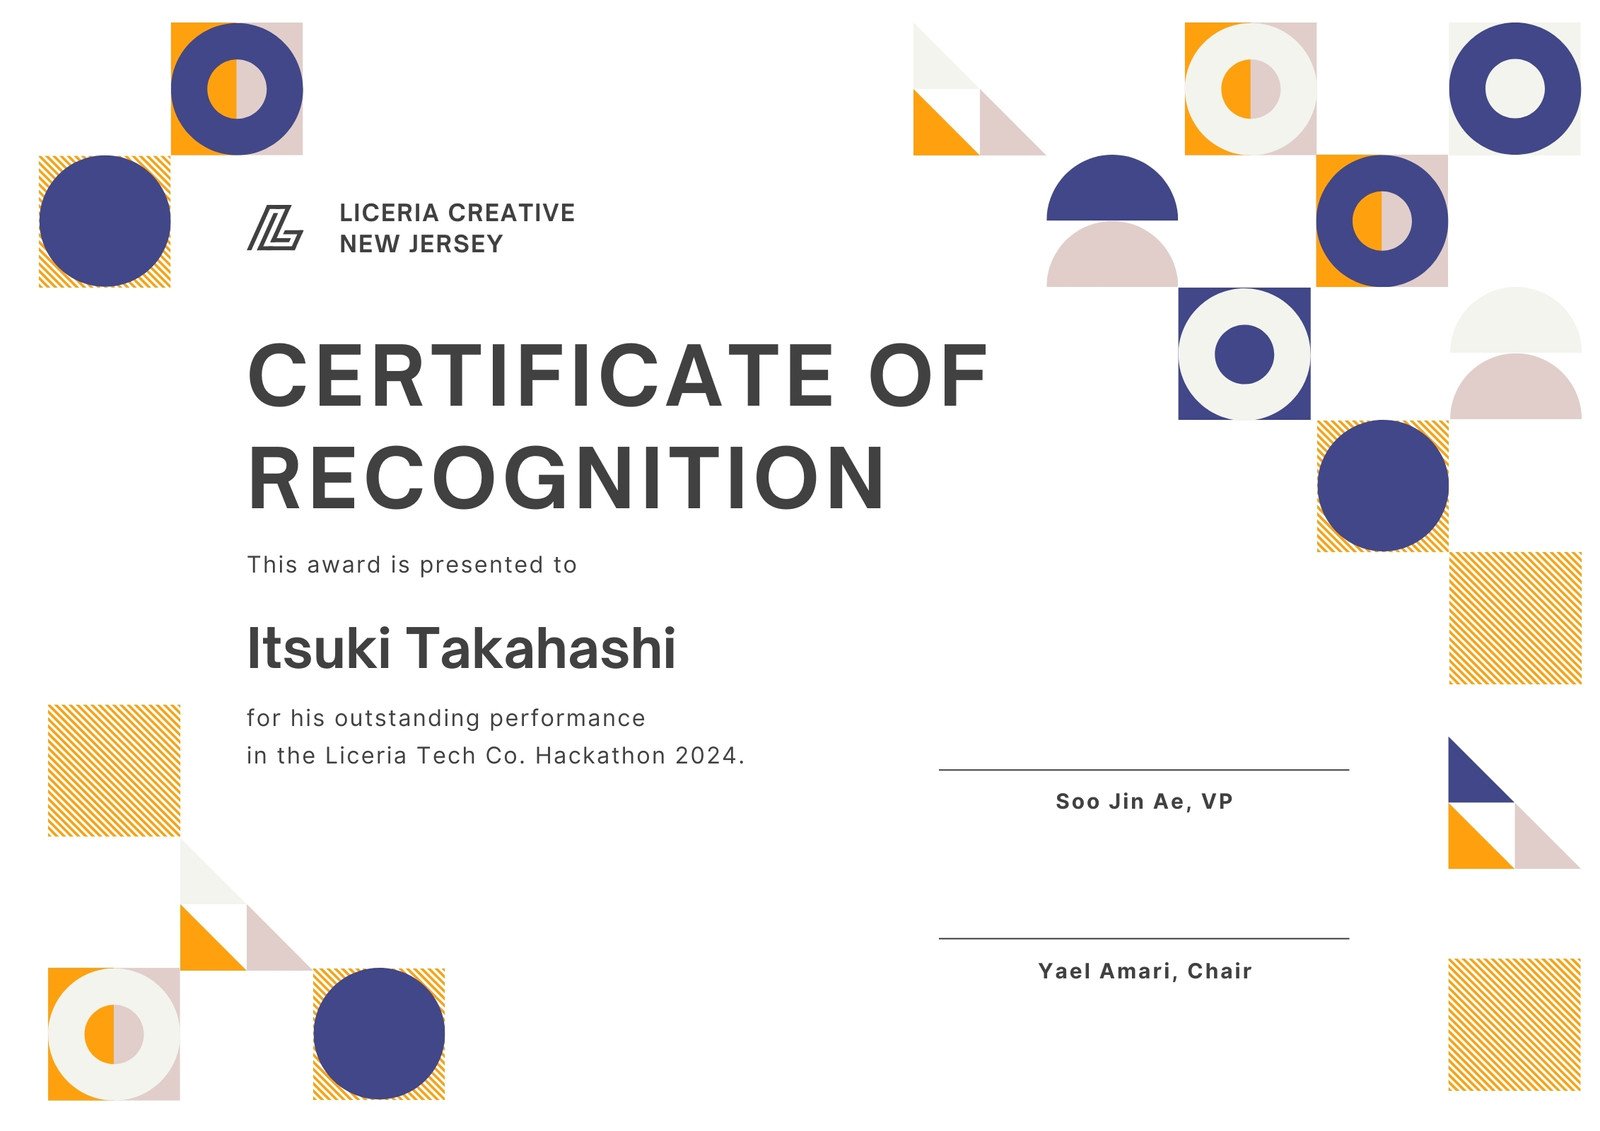 LICERIA CREATIVE
NEW JERSEY
CERTIFICATE OF
RECOGNITION
This award is presented to
Itsuki Takahashi
for his outstanding performance
in the Liceria Tech Co. Hackathon 2024.
Soo Jin Ae, VP
Yael Amari, Chair